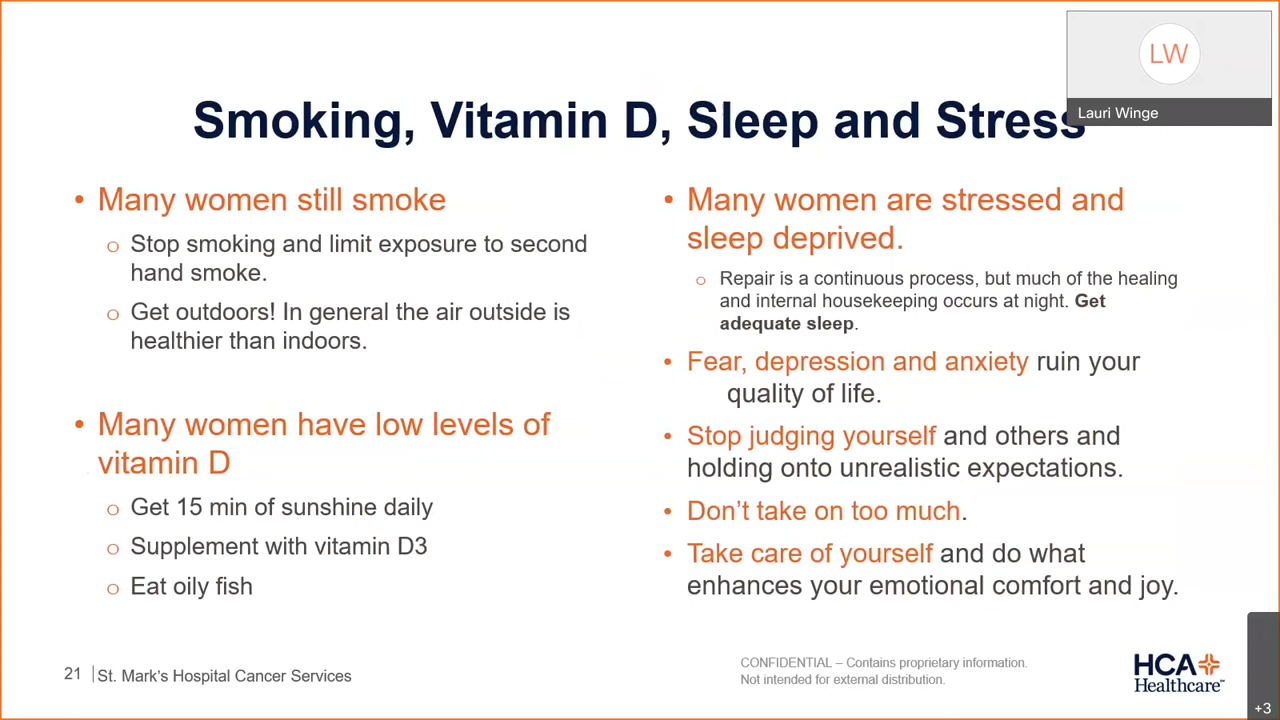 LW
Lauri Winge
Smoking, Vitamin D, Sleep and Stress
• Many women still smoke
o Stop smoking and limit exposure to second
hand smoke.
o Get outdoors! In general the air outside is
healthier than indoors.
• Many women have low levels of
vitamin D
o Get 15 min of sunshine daily
o Supplement with vitamin D3
o Eat oily fish
• Many women are stressed and
sleep deprived.
o Repair is a continuous process, but much of the healing
and internal housekeeping occurs at night. Get
adequate sleep.
• Fear, depression and anxiety ruin your
quality of life.
• Stop judging yourself and others and
holding onto unrealistic expectations.
• Don’t take on too much.
• Take care of yourself and do what
enhances your emotional comfort and joy.
21 | St. Mark’s Hospital Cancer Services
CONFIDENTIAL – Contains proprietary information.
Not intended for external distribution.
HCA
Healthcare™
+3